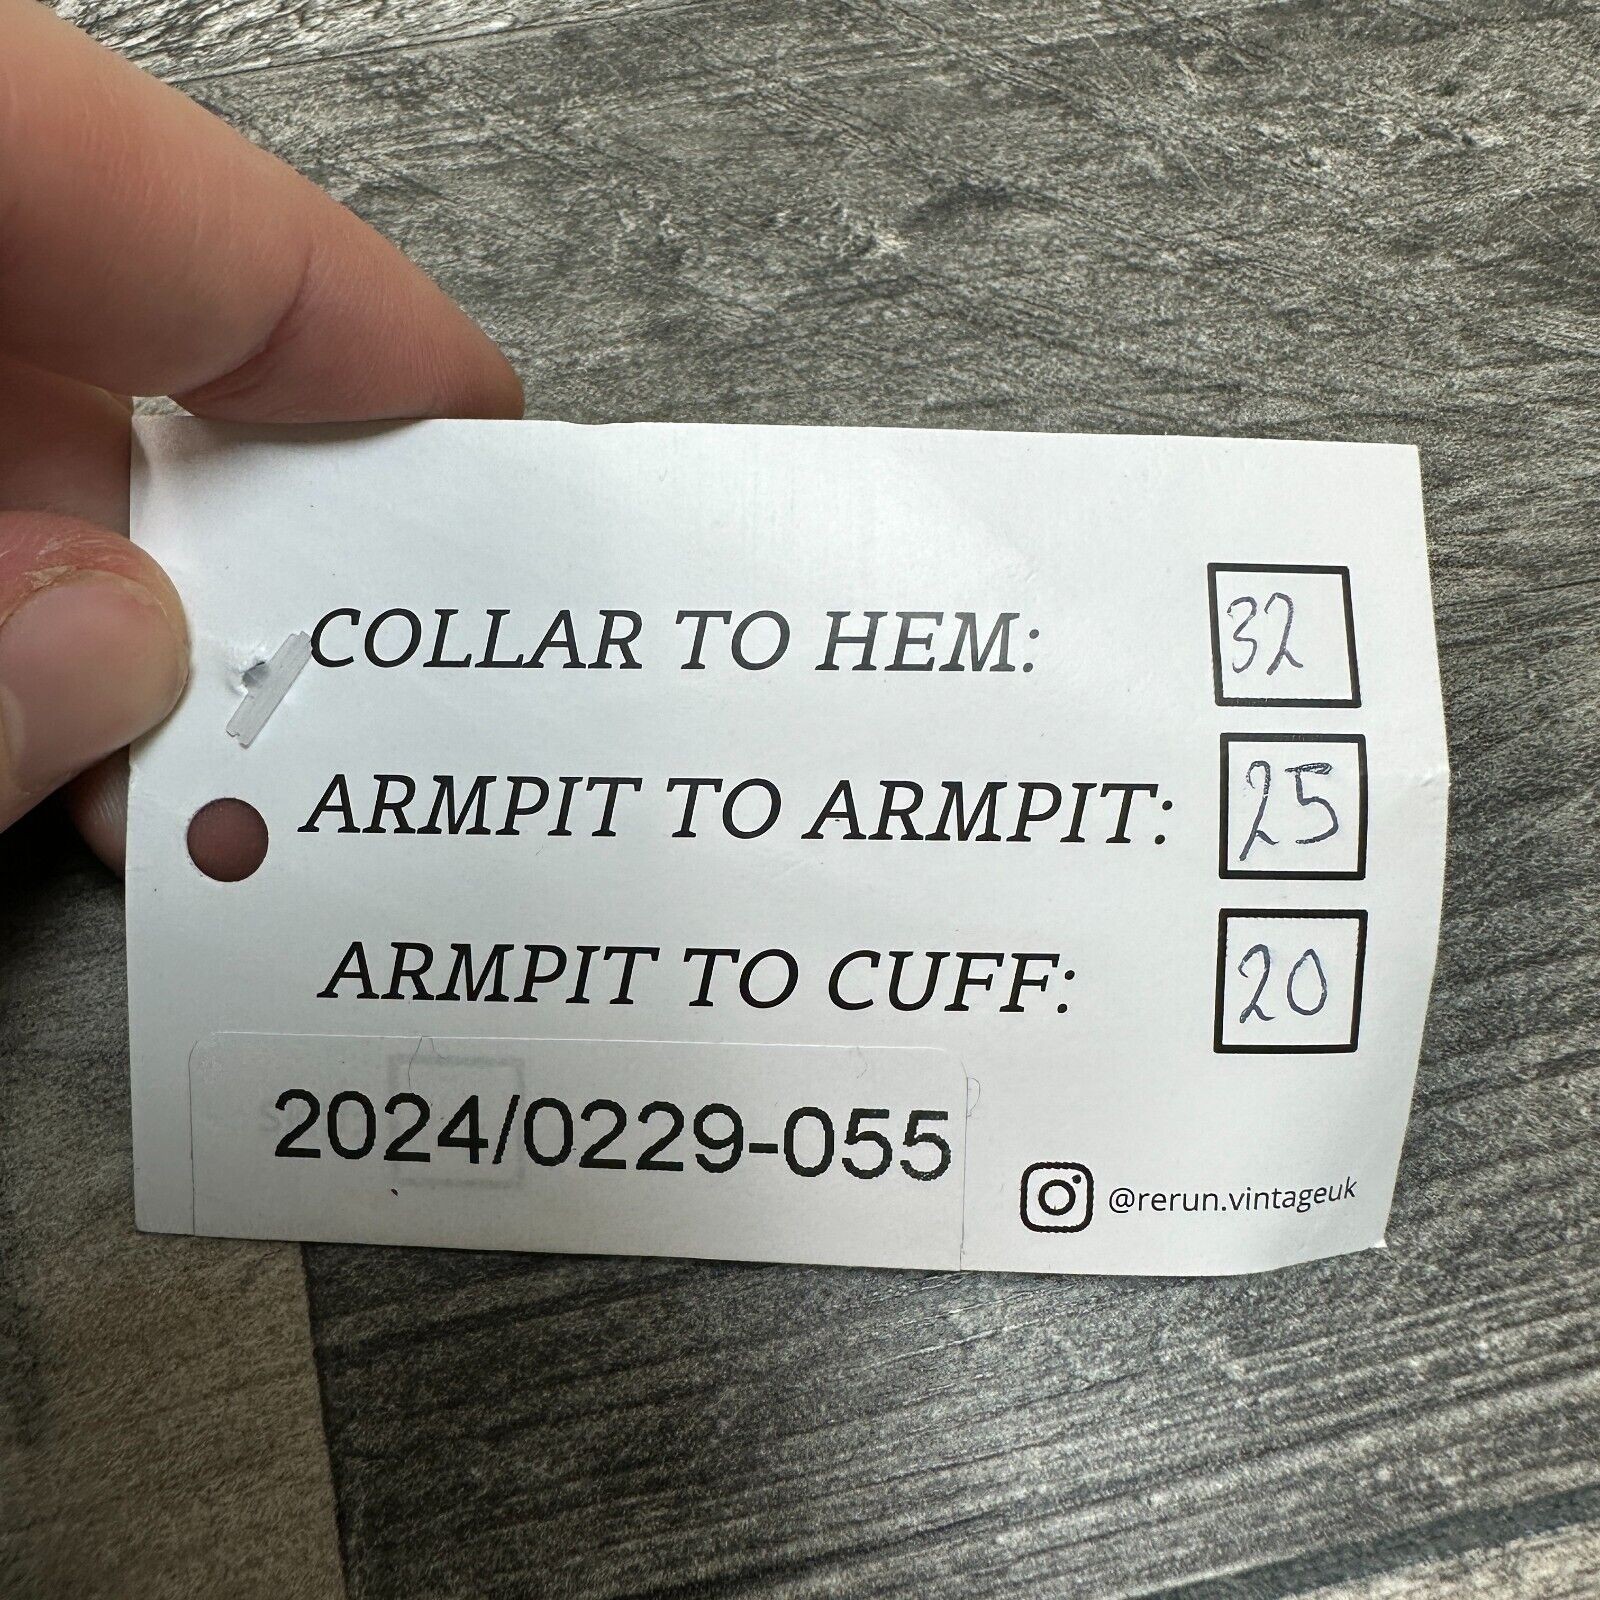 COLLAR TO HEM: 32
ARMPIT TO ARMPIT: 25
ARMPIT TO CUFF: 20
2024/0229-055
@rerun.vintageuk